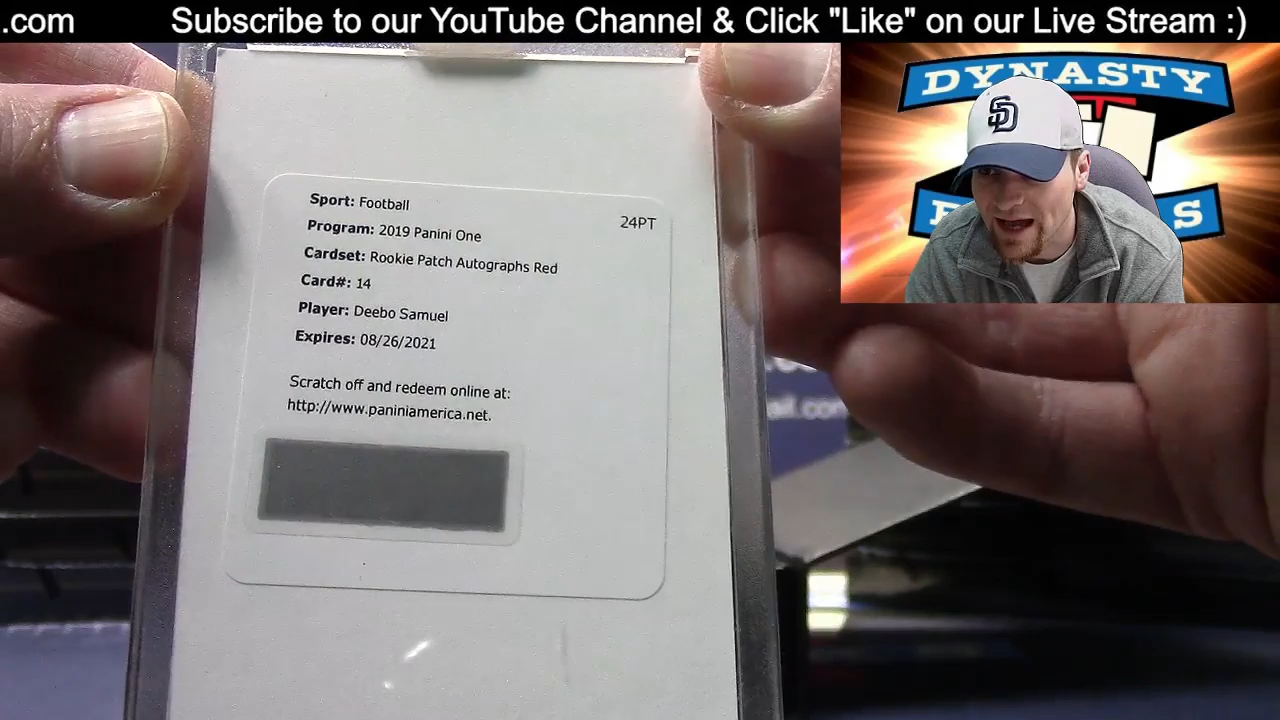 .com Subscribe to our YouTube Channel & Click "Like" on our Live Stream :)
DYNASTY
SD
S
Sport: Football
24PT
Program: 2019 Panini One
Cardset: Rookie Patch Autographs Red
Card#: 14
Player: Deebo Samuel
Expires: 08/26/2021
Scratch off and redeem online at:
http://www.paniniamerica.net.
ail.com